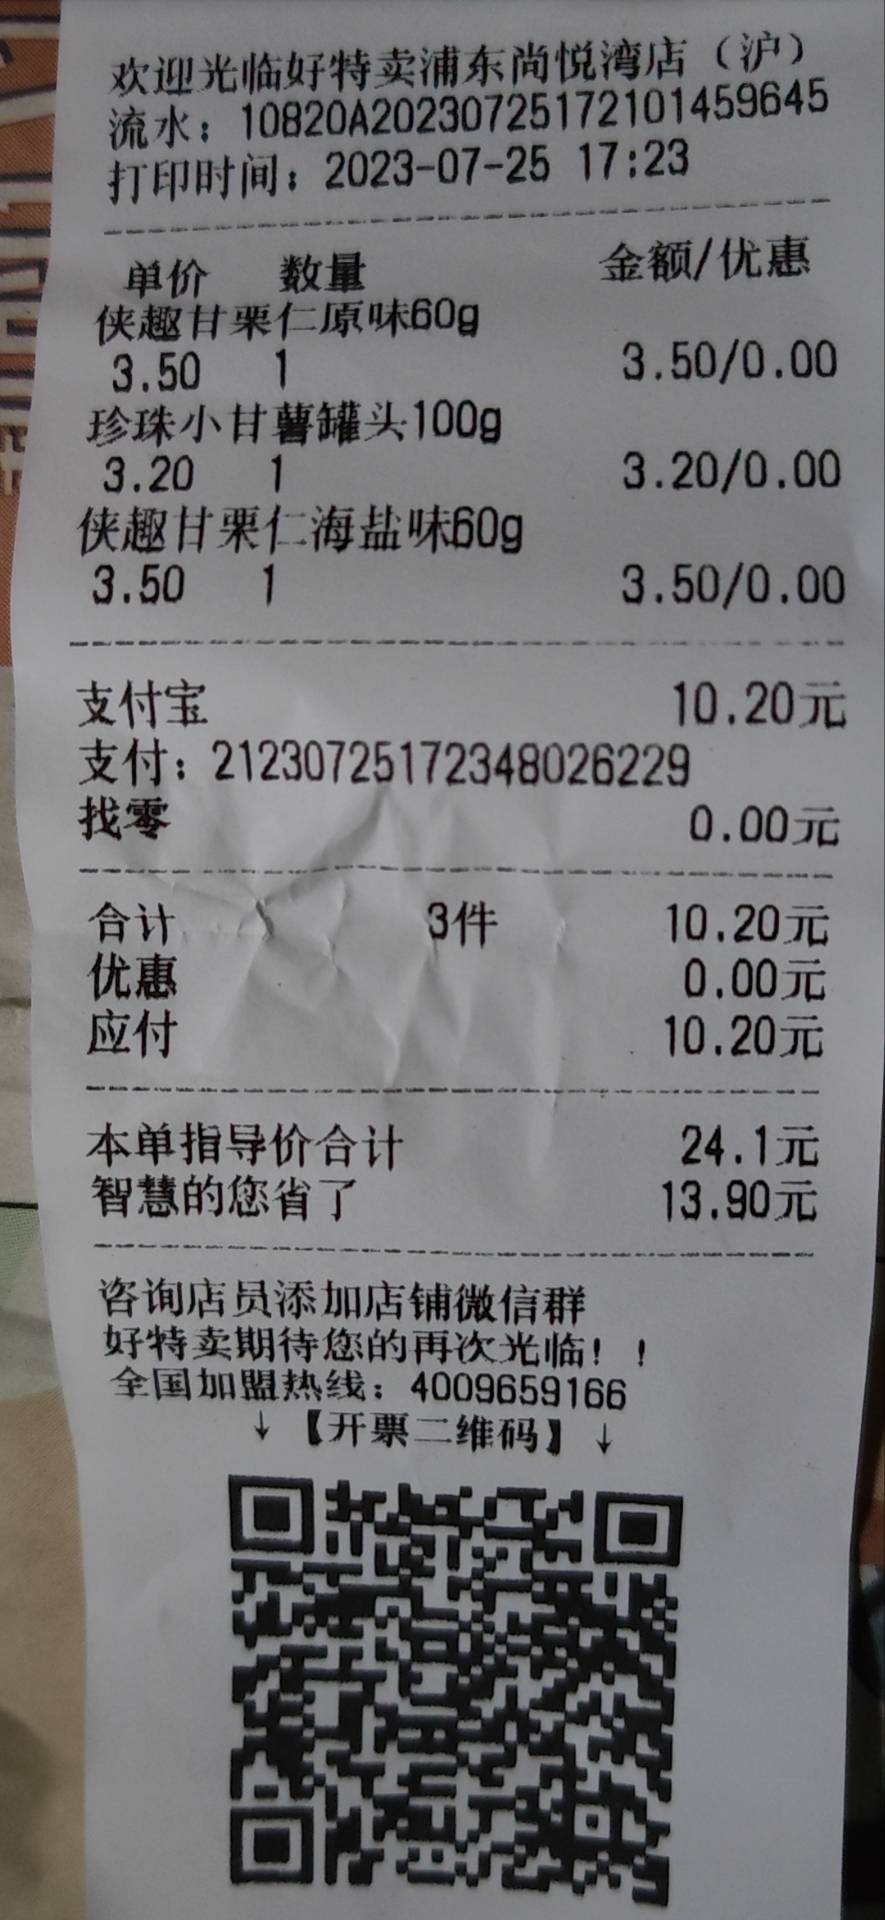 欢迎光临好特卖浦东尚悦湾店（沪）
流水：10820A20230725172101459645
打印时间：2023-07-25 17:23
单价 数量 金额/优惠
侠趣甘栗仁原味60g
3.50 1 3.50/0.00
珍珠小甘薯罐头100g
3.20 1 3.20/0.00
侠趣甘栗仁海盐味60g
3.50 1 3.50/0.00
支付宝 10.20元
支付：21230725172348026229
找零 0.00元
合计 3件 10.20元
优惠 0.00元
应付 10.20元
本单指导价合计 24.1元
智慧的您省了 13.90元
咨询店员添加店铺微信群
好特卖期待您的再次光临！！
全国加盟热线：4009659166
↓【开票二维码】↓